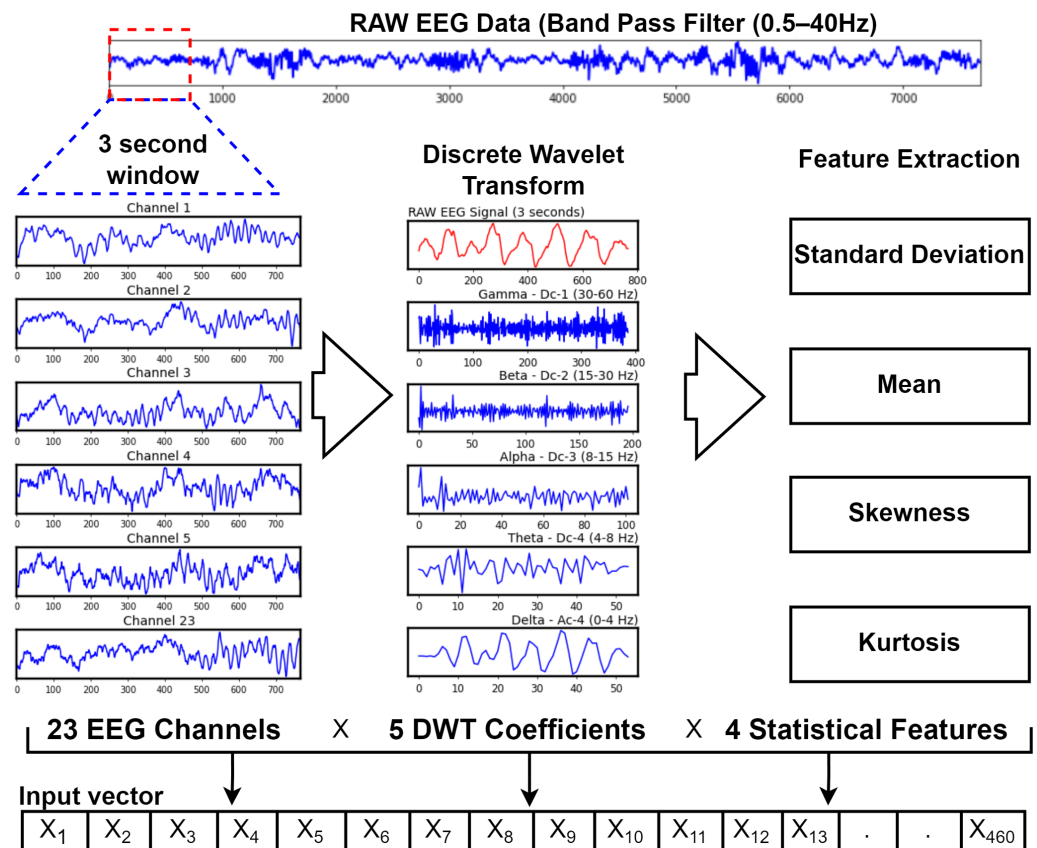 RAW EEG Data (Band Pass Filter (0.5–40Hz)
1000 2000 3000 4000 5000 6000 7000
3 second
window
Discrete Wavelet
Transform
Feature Extraction
Channel 1
0 100 200 300 400 500 600 700
Channel 2
0 100 200 300 400 500 600 700
Channel 3
0 100 200 300 400 500 600 700
Channel 4
0 100 200 300 400 500 600 700
Channel 5
0 100 200 300 400 500 600 700
Channel 23
0 100 200 300 400 500 600 700
RAW EEG Signal (3 seconds)
0 200 400 600 800
Gamma - Dc-1 (30-60 Hz)
0 100 200 300 400
Beta - Dc-2 (15-30 Hz)
0 50 100 150 200
Alpha - Dc-3 (8-15 Hz)
0 20 40 60 80 100
Theta - Dc-4 (4-8 Hz)
0 10 20 30 40 50
Delta - Ac-4 (0-4 Hz)
0 10 20 30 40 50
Standard Deviation
Mean
Skewness
Kurtosis
23 EEG Channels X 5 DWT Coefficients X 4 Statistical Features
Input vector
X1 X2 X3 X4 X5 X6 X7 X8 X9 X10 X11 X12 X13 . . X460